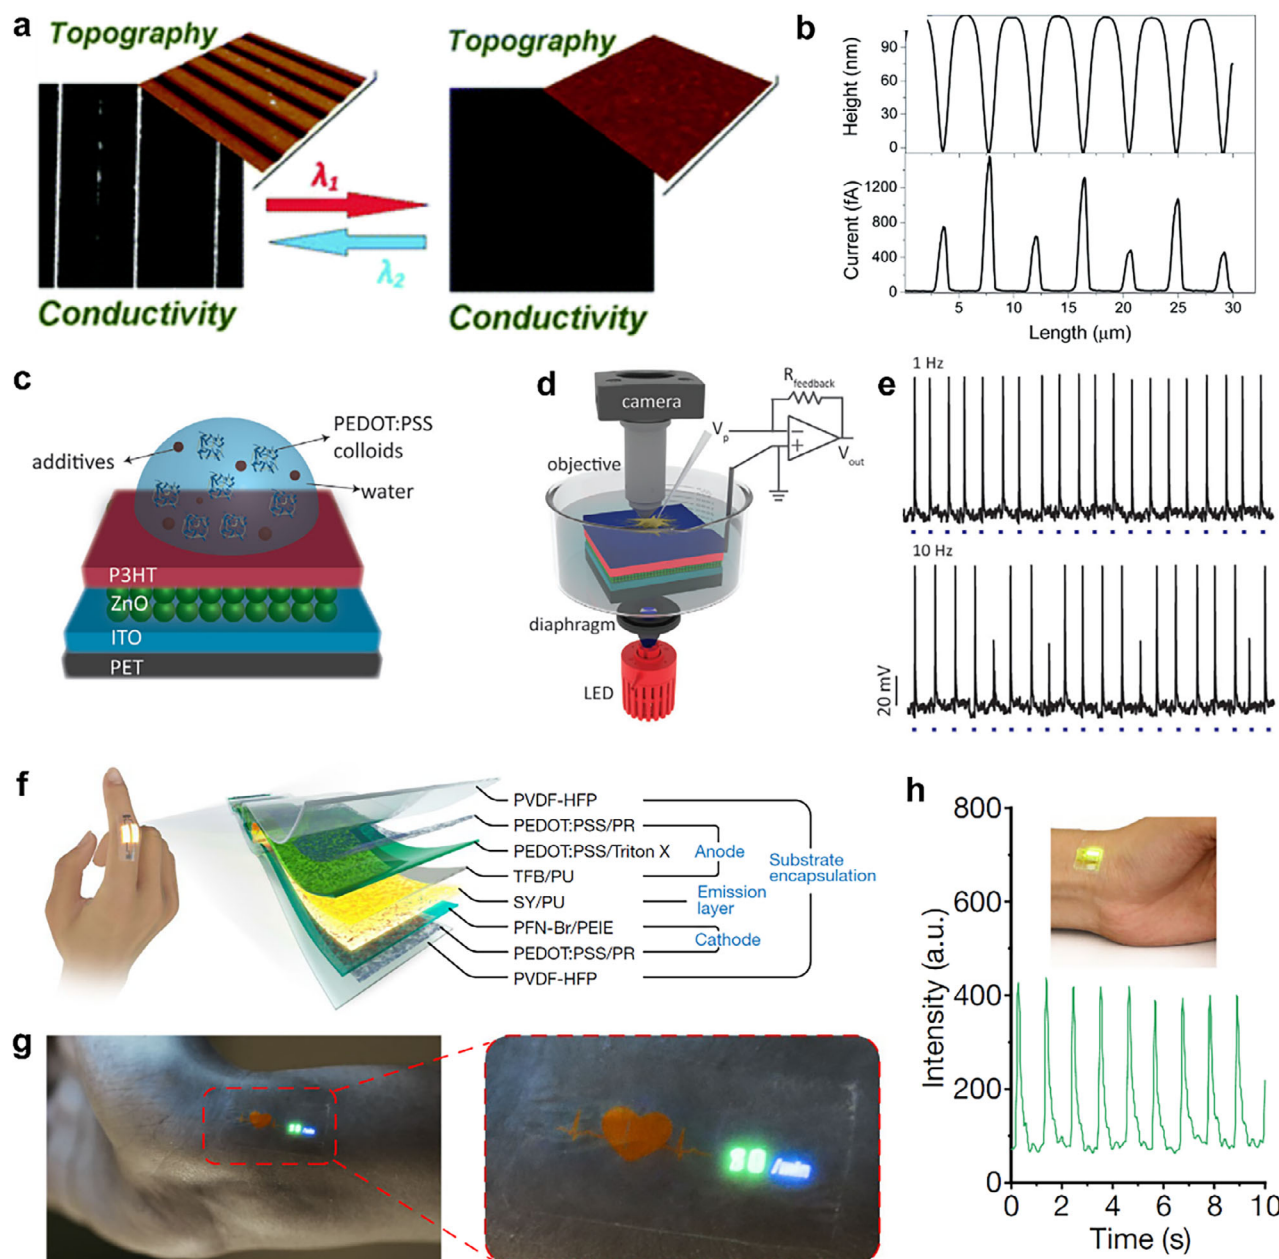 a
Topography
Topography
λ1
λ2
Conductivity
Conductivity
b
Height (nm)
90
60
30
0
Current (fA)
1200
800
400
0
5
10
15
20
25
30
Length (μm)
c
additives
PEDOT:PSS
colloids
water
P3HT
ZnO
ITO
PET
d
camera
objective
Rfeedback
Vp
−
+
Vout
diaphragm
LED
e
1 Hz
10 Hz
20 mV
f
PVDF-HFP
PEDOT:PSS/PR
PEDOT:PSS/Triton X
TFB/PU
SY/PU
PFN-Br/PEIE
PEDOT:PSS/PR
PVDF-HFP
Anode
Emission
layer
Cathode
Substrate
encapsulation
g
80 /min
h
Intensity (a.u.)
800
600
400
200
0
0
2
4
6
8
10
Time (s)